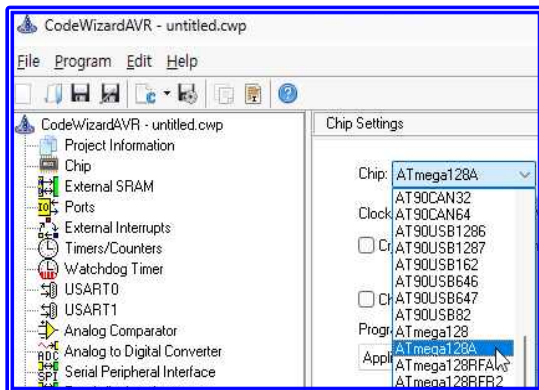 CodeWizardAVR - untitled.cwp
File Program Edit Help
CodeWizardAVR - untitled.cwp
Project Information
Chip
External SRAM
Ports
External Interrupts
Timers/Counters
Watchdog Timer
USART0
USART1
Analog Comparator
Analog to Digital Converter
Serial Peripheral Interface
Chip Settings
Chip: ATmega128A
Clock
AT90CAN32
AT90CAN64
AT90USB1286
AT90USB1287
AT90USB162
AT90USB646
AT90USB647
AT90USB82
ATmega128
ATmega128A
ATmega128RFA
ATmega128RFR2